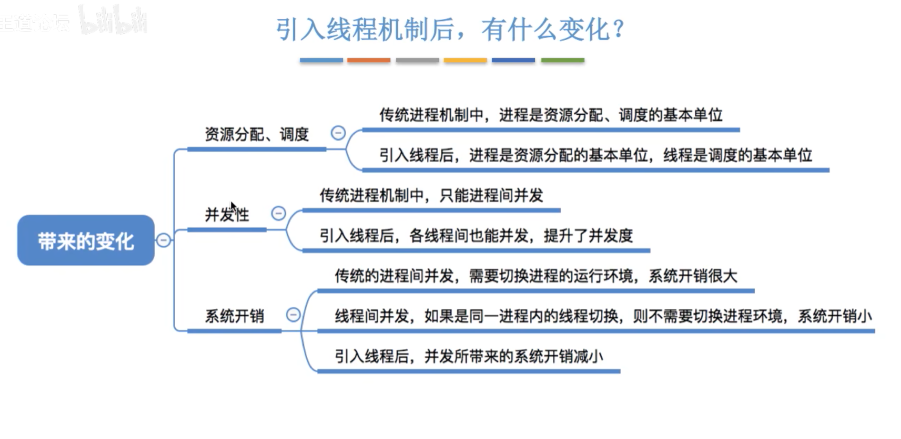 bilibili
引入线程机制后，有什么变化？
带来的变化
资源分配、调度
传统进程机制中，进程是资源分配、调度的基本单位
引入线程后，进程是资源分配的基本单位，线程是调度的基本单位
并发性
传统进程机制中，只能进程间并发
引入线程后，各线程间也能并发，提升了并发度
系统开销
传统的进程间并发，需要切换进程的运行环境，系统开销很大
线程间并发，如果是同一进程内的线程切换，则不需要切换进程环境，系统开销小
引入线程后，并发所带来的系统开销减小